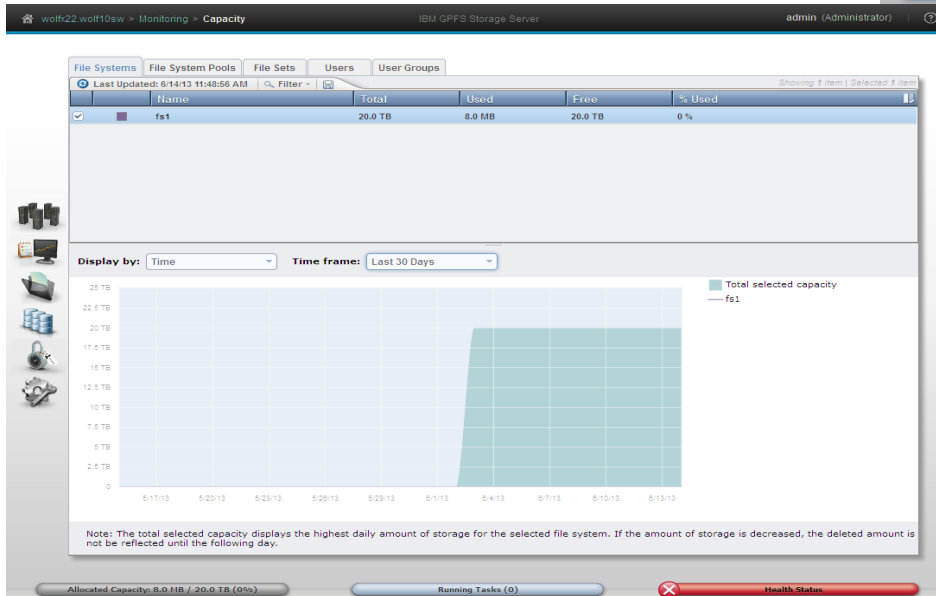 wolfx22.wolf10sw > Monitoring > Capacity
IBM GPFS Storage Server
admin (Administrator)
?
File Systems
File System Pools
File Sets
Users
User Groups
Last Updated: 6/14/13 11:48:56 AM
Filter
Showing 1 item | Selected 1 item
Name Total Used Free % Used
fs1 20.0 TB 8.0 MB 20.0 TB 0 %
Display by: Time
Time frame: Last 30 Days
25 TB
22.5 TB
20 TB
17.5 TB
15 TB
12.5 TB
10 TB
7.5 TB
5 TB
2.5 TB
0
5/17/13 5/20/13 5/23/13 5/26/13 5/29/13 6/1/13 6/4/13 6/7/13 6/10/13 6/13/13
Total selected capacity
fs1
Note: The total selected capacity displays the highest daily amount of storage for the selected file system. If the amount of storage is decreased, the deleted amount is
not be reflected until the following day.
Allocated Capacity: 8.0 MB / 20.0 TB (0%)
Running Tasks (0)
Health Status